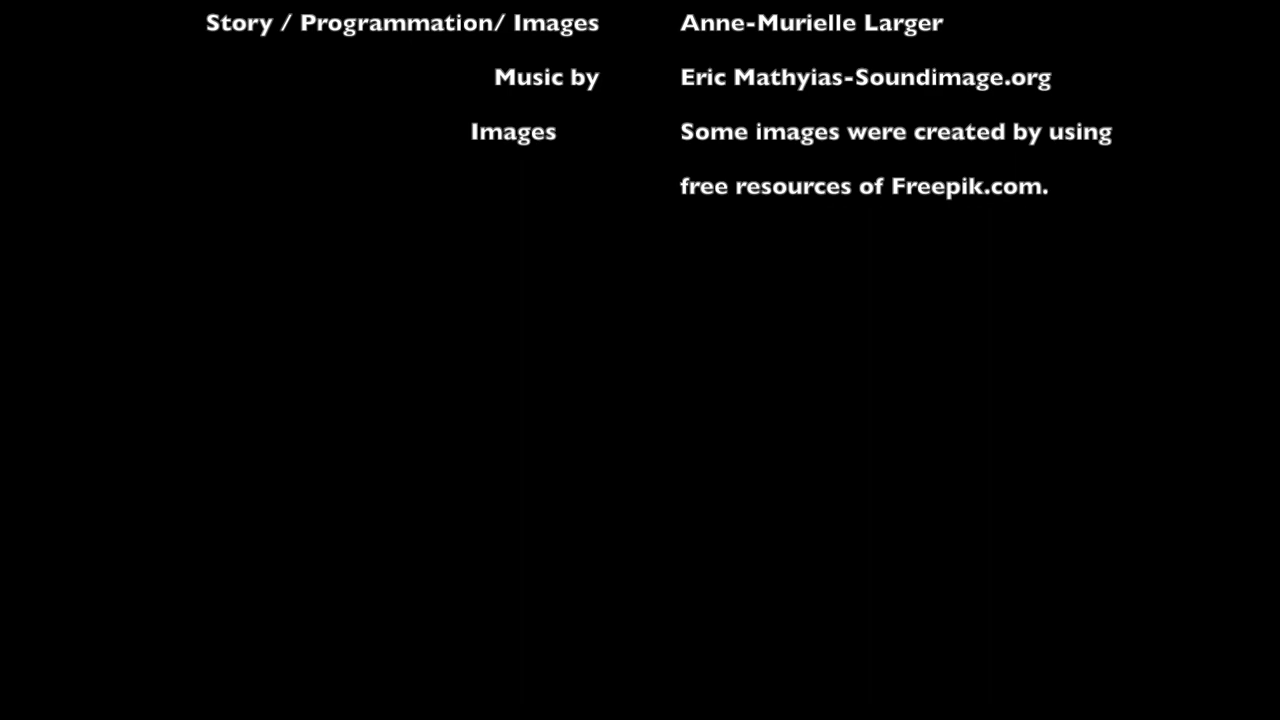 Story / Programmation/ Images Anne-Murielle Larger
Music by Eric Mathyias-Soundimage.org
Images Some images were created by using
free resources of Freepik.com.